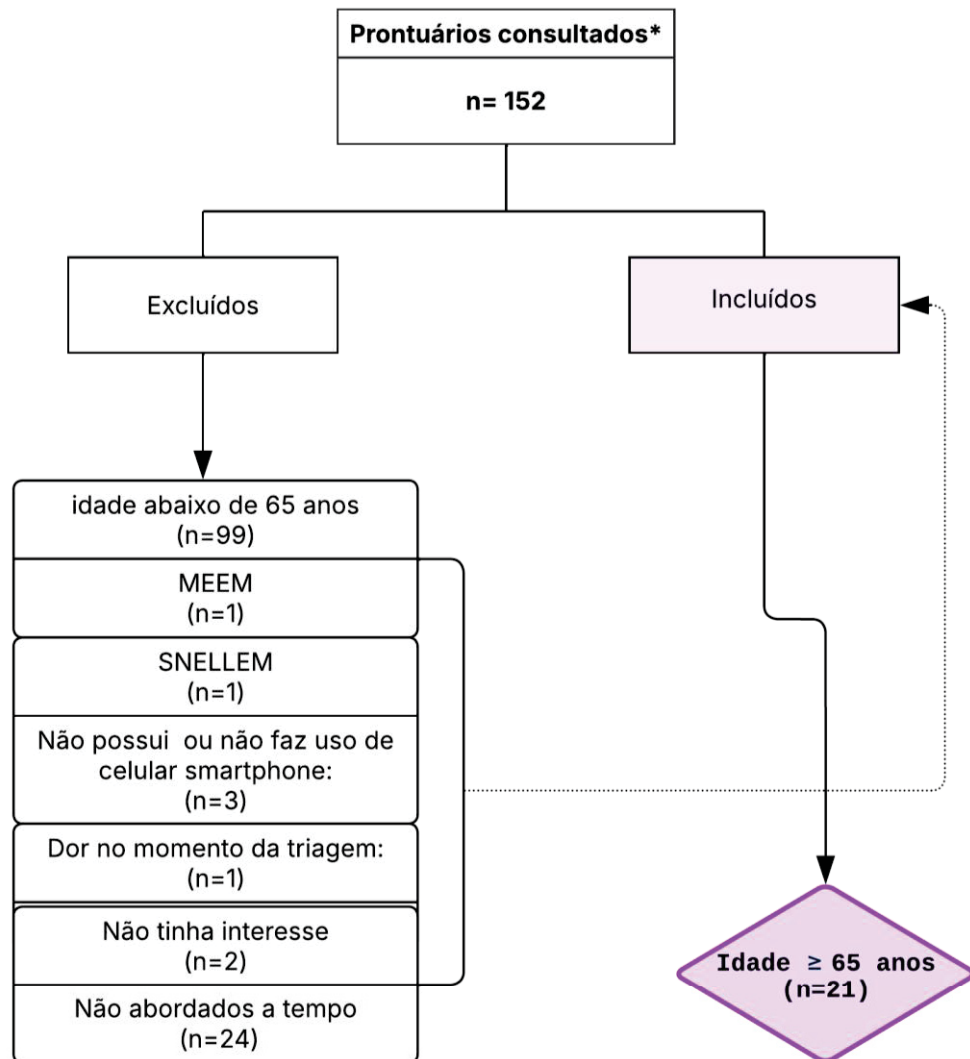 Prontuários consultados*
n= 152
Excluídos
Incluídos
idade abaixo de 65 anos
(n=99)
MEEM
(n=1)
SNELLEM
(n=1)
Não possui ou não faz uso de
celular smartphone:
(n=3)
Dor no momento da triagem:
(n=1)
Não tinha interesse
(n=2)
Não abordados a tempo
(n=24)
Idade ≥ 65 anos
(n=21)